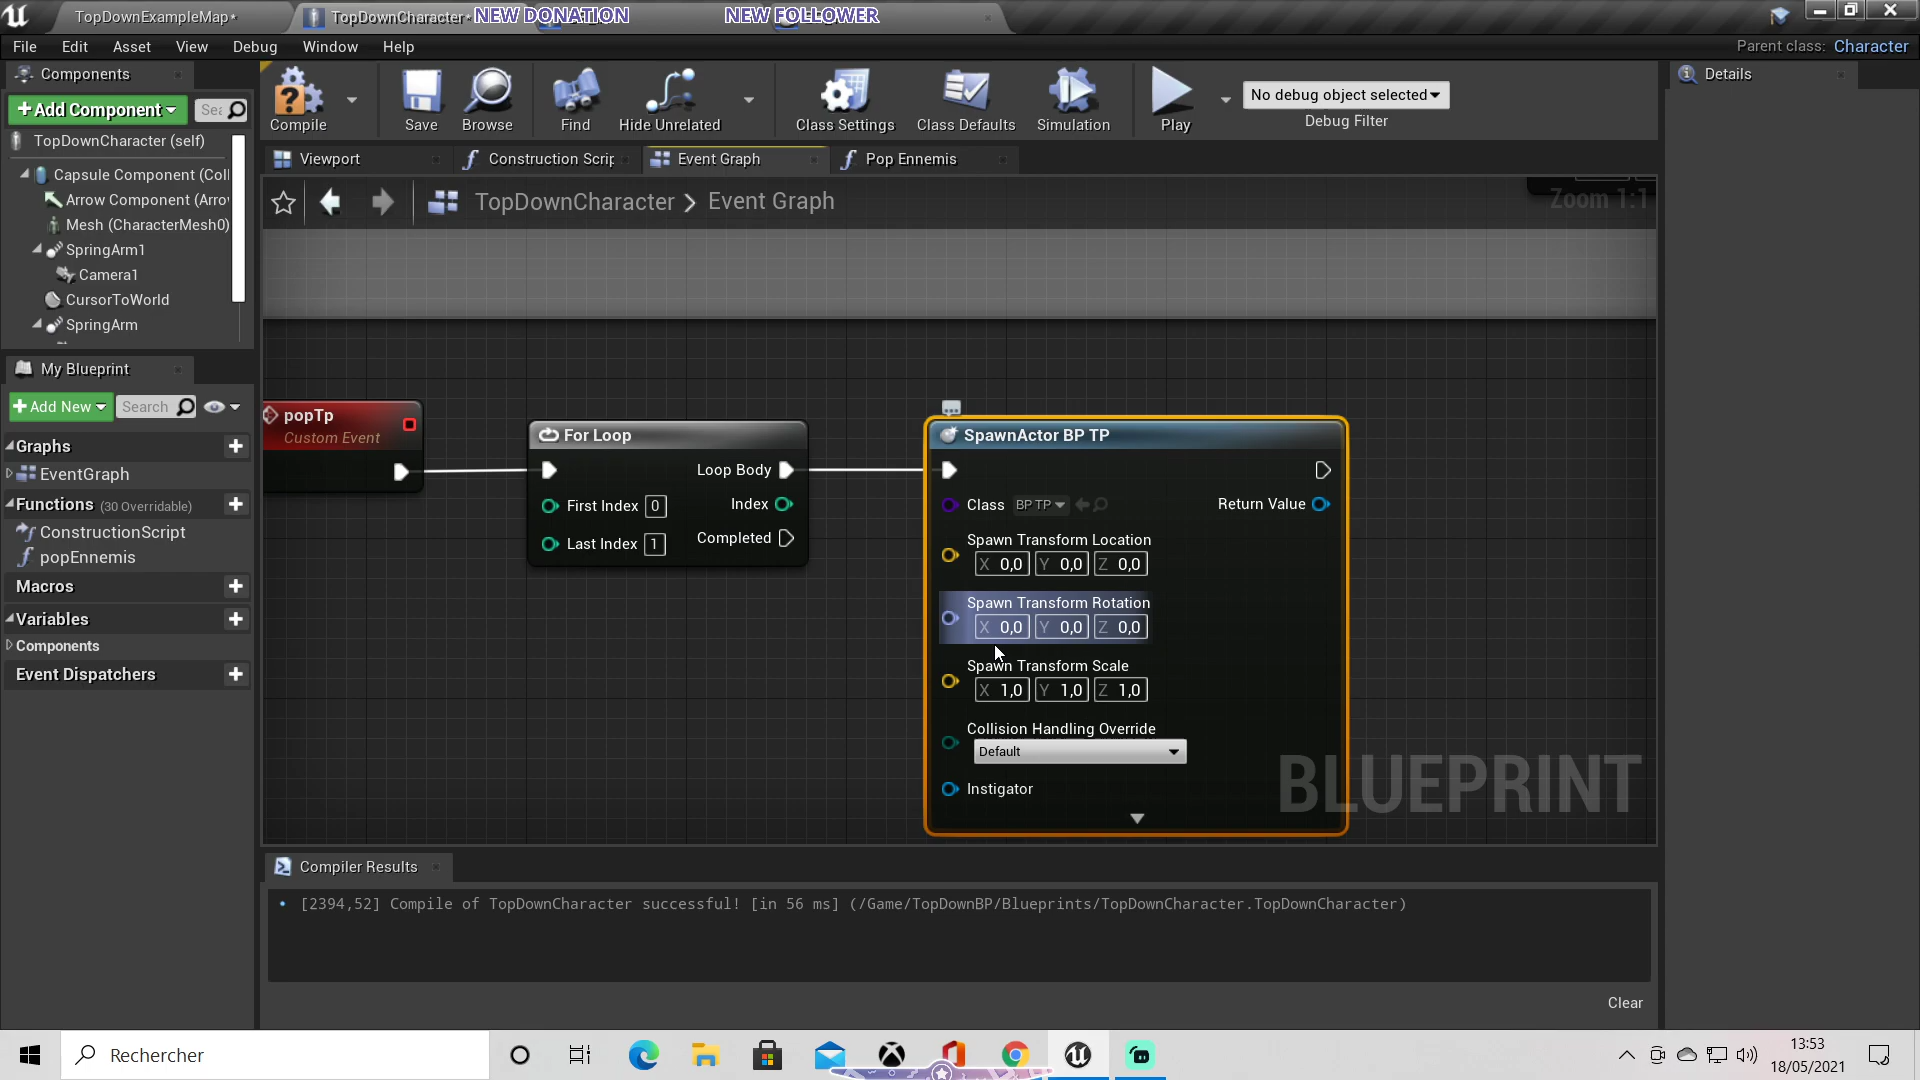 TopDownExampleMap*
TopDownCharacter*
NEW DONATION
NEW FOLLOWER
File Edit Asset View Debug Window Help
Parent class: Character
Components
Details
+Add Component
Sea
Compile
Save
Browse
Find
Hide Unrelated
Class Settings
Class Defaults
Simulation
Play
No debug object selected
Debug Filter
TopDownCharacter (self)
Capsule Component (Coll
Arrow Component (Arro
Mesh (CharacterMesh0)
SpringArm1
Camera1
CursorToWorld
SpringArm
Viewport
Construction Scrip
Event Graph
Pop Ennemis
TopDownCharacter > Event Graph
Zoom 1:1
My Blueprint
+Add New
Search
Graphs
EventGraph
Functions (30 Overridable)
ConstructionScript
popEnnemis
Macros
Variables
Components
Event Dispatchers
popTp
Custom Event
For Loop
Loop Body
First Index 0
Index
Last Index 1
Completed
SpawnActor BP TP
Class BP TP
Return Value
Spawn Transform Location
X 0,0 Y 0,0 Z 0,0
Spawn Transform Rotation
X 0,0 Y 0,0 Z 0,0
Spawn Transform Scale
X 1,0 Y 1,0 Z 1,0
Collision Handling Override
Default
Instigator
BLUEPRINT
Compiler Results
[2394,52] Compile of TopDownCharacter successful! [in 56 ms] (/Game/TopDownBP/Blueprints/TopDownCharacter.TopDownCharacter)
Clear
Rechercher
13:53
18/05/2021